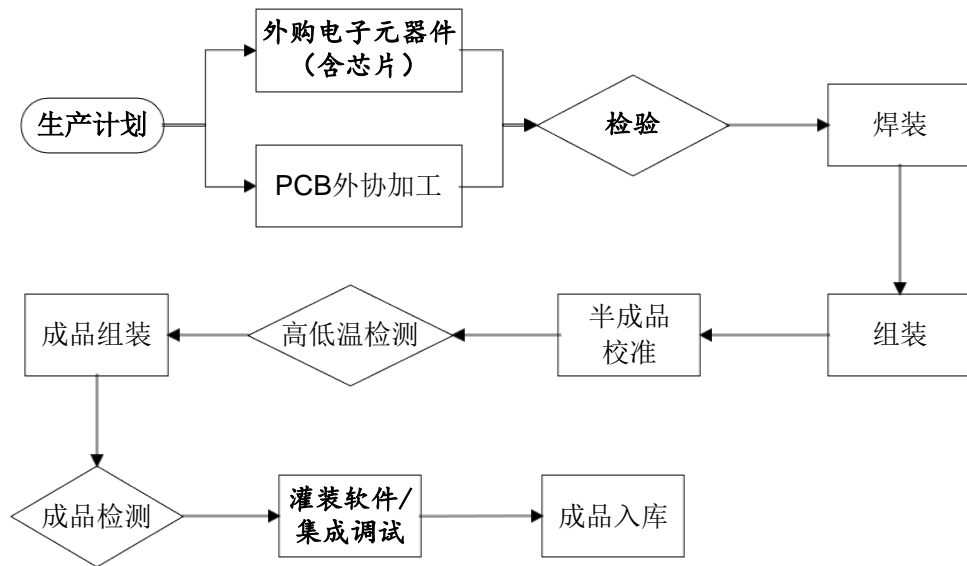 外购电子元器件
（含芯片）
生产计划
检验
焊装
PCB外协加工
成品组装
高低温检测
半成品
校准
组装
成品检测
灌装软件/
集成调试
成品入库